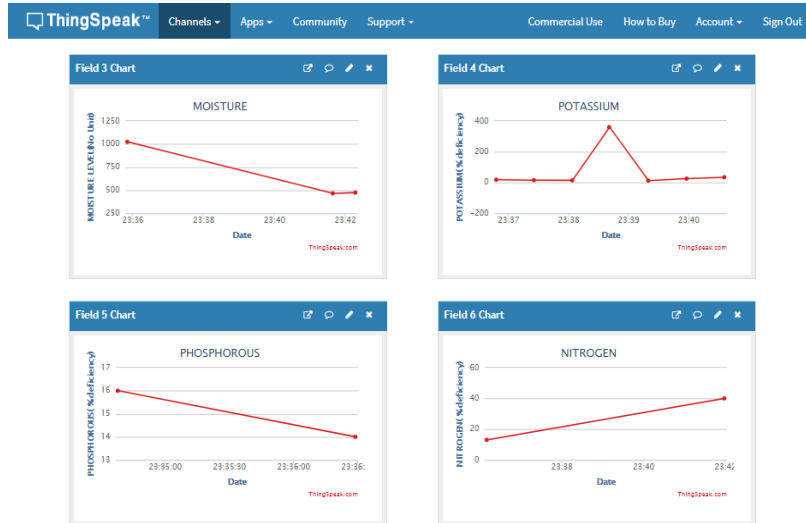 ThingSpeak™ Channels Apps Community Support Commercial Use How to Buy Account Sign Out
Field 3 Chart
MOISTURE
MOISTURE LEVEL(No Unit)
1250
1000
750
500
250
23:36 23:38 23:40 23:42
Date
ThingSpeak.com
Field 4 Chart
POTASSIUM
POTASSIUM(%deficiency)
400
200
0
-200
23:37 23:38 23:39 23:40
Date
ThingSpeak.com
Field 5 Chart
PHOSPHOROUS
PHOSPHOROUS(%deficiency)
17
16
15
14
13
23:35:00 23:35:30 23:36:00 23:36:
Date
ThingSpeak.com
Field 6 Chart
NITROGEN
NITROGEN(%deficiency)
60
40
20
0
23:38 23:40 23:42
Date
ThingSpeak.com